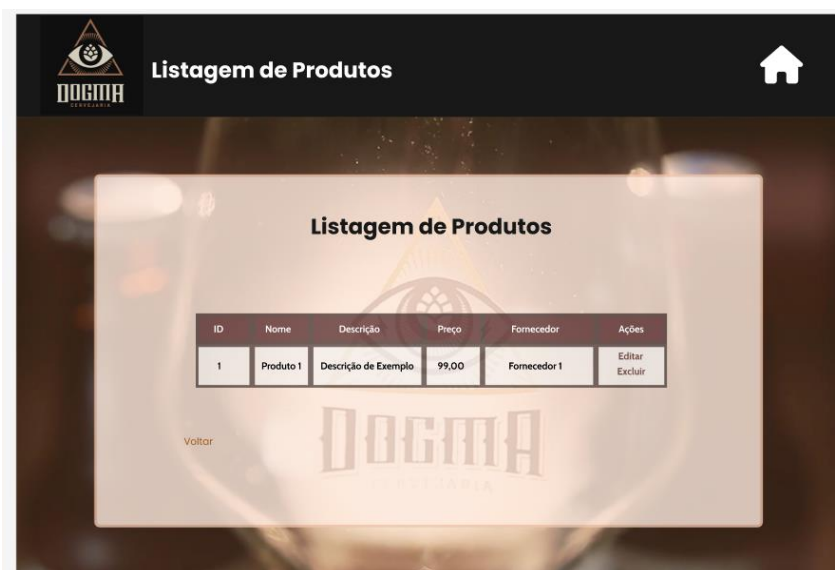 DOGMA
CERVEJARIA
Listagem de Produtos
Listagem de Produtos
ID Nome Descrição Preço Fornecedor Ações
1 Produto 1 Descrição de Exemplo 99,00 Fornecedor 1 Editar
Excluir
Voltar
DOGMA
CERVEJARIA